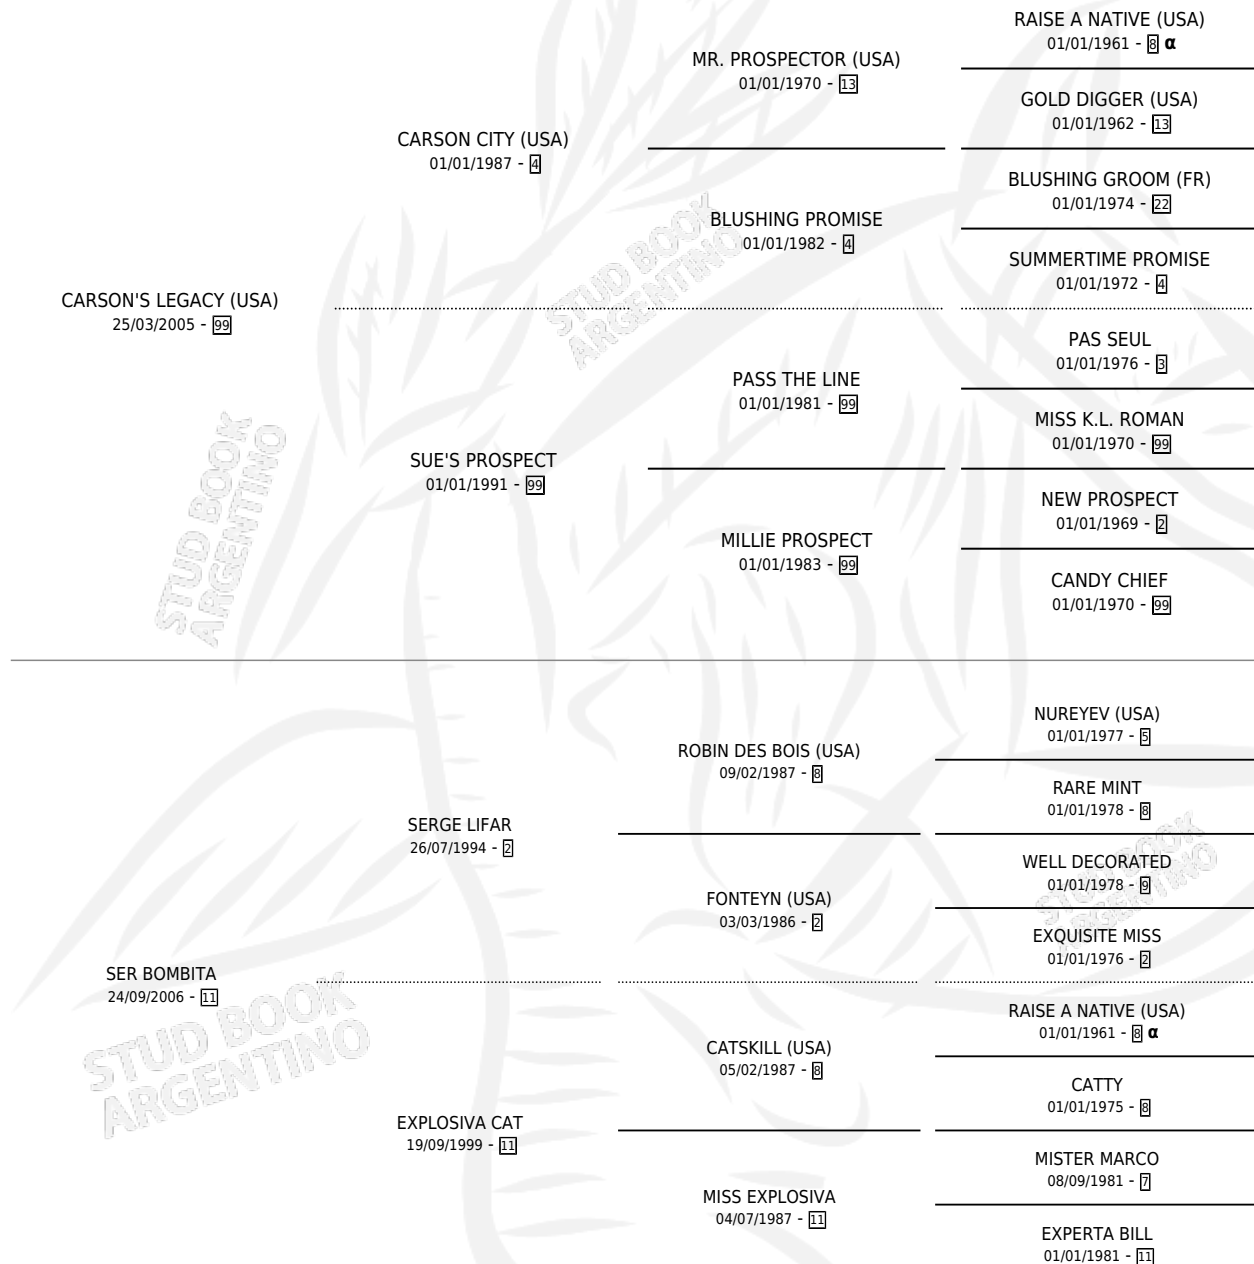 RAISE A NATIVE (USA)
01/01/1961 - 8 α
MR. PROSPECTOR (USA)
01/01/1970 - 13
GOLD DIGGER (USA)
01/01/1962 - 13
CARSON CITY (USA)
01/01/1987 - 4
BLUSHING GROOM (FR)
01/01/1974 - 22
BLUSHING PROMISE
01/01/1982 - 4
SUMMERTIME PROMISE
01/01/1972 - 4
STUD BOOK
ARGENTINO
CARSON'S LEGACY (USA)
25/03/2005 - 99
PAS SEUL
01/01/1976 - 3
PASS THE LINE
01/01/1981 - 99
MISS K.L. ROMAN
01/01/1970 - 99
SUE'S PROSPECT
01/01/1991 - 99
NEW PROSPECT
01/01/1969 - 2
MILLIE PROSPECT
01/01/1983 - 99
CANDY CHIEF
01/01/1970 - 99
STUD BOOK
ARGENTINO
NUREYEV (USA)
01/01/1977 - 5
ROBIN DES BOIS (USA)
09/02/1987 - 8
RARE MINT
01/01/1978 - 8
SERGE LIFAR
26/07/1994 - 2
WELL DECORATED
01/01/1978 - 9
FONTEYN (USA)
03/03/1986 - 2
EXQUISITE MISS
01/01/1976 - 2
STUD BOOK
ARGENTINO
SER BOMBITA
24/09/2006 - 11
RAISE A NATIVE (USA)
01/01/1961 - 8 α
CATSKILL (USA)
05/02/1987 - 8
CATTY
01/01/1975 - 8
EXPLOSIVA CAT
19/09/1999 - 11
MISTER MARCO
08/09/1981 - 7
MISS EXPLOSIVA
04/07/1987 - 11
EXPERTA BILL
01/01/1981 - 11
STUD BOOK
ARGENTINO